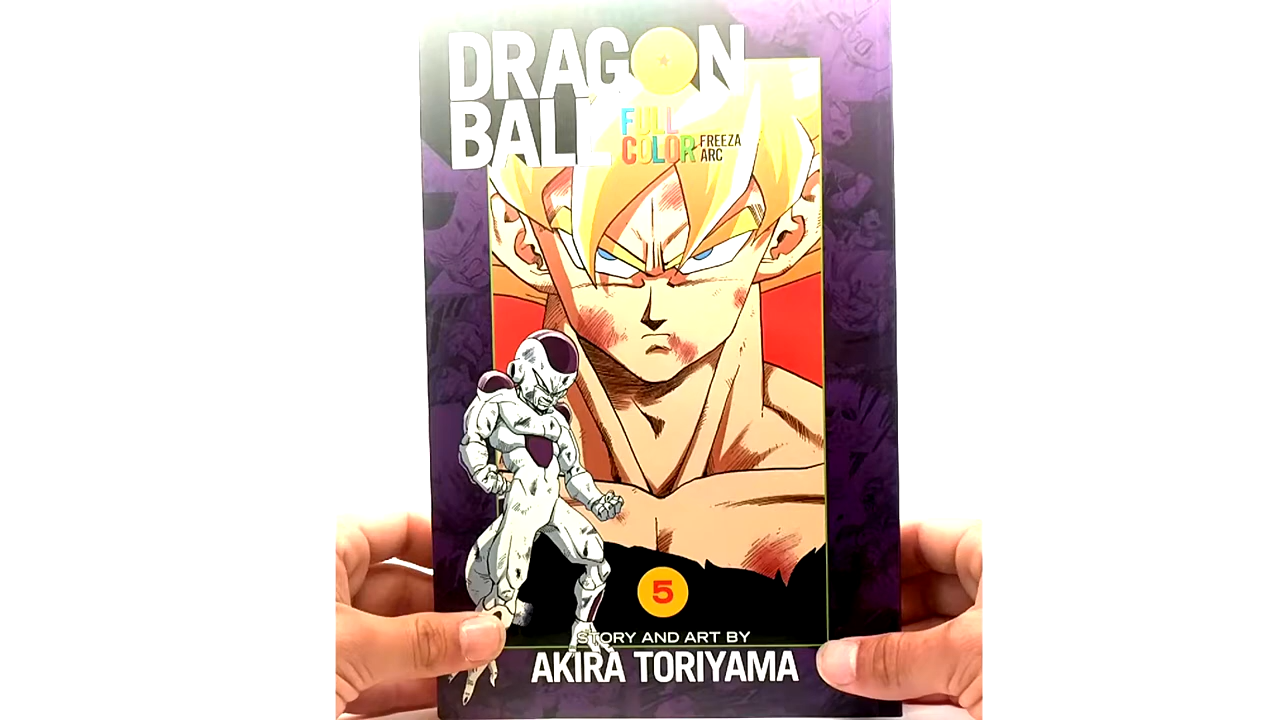 DRAGON
BALL
FULL
COLOR
FREEZA
ARC
5
STORY AND ART BY
AKIRA TORIYAMA